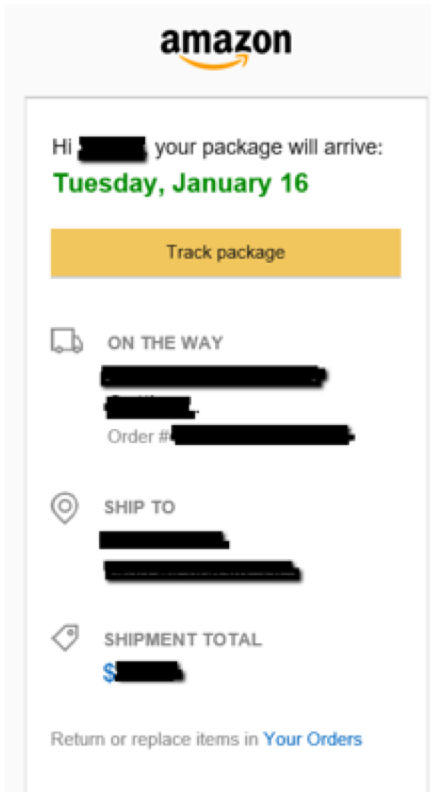 amazon
Hi your package will arrive:
Tuesday, January 16
Track package
ON THE WAY
Order #
SHIP TO
SHIPMENT TOTAL
$
Return or replace items in Your Orders